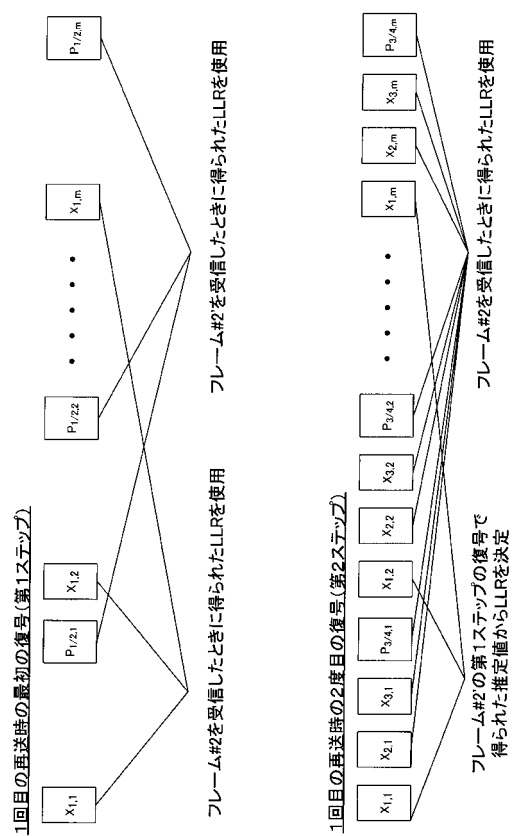 1回目の再送時の最初の復号(第1ステップ)
X1,1 P1/2,1 X1,2 P1/2,2 ・・・・・ X1,m P1/2,m
フレーム#2を受信したときに得られたLLRを使用
フレーム#2'を受信したときに得られたLLRを使用
1回目の再送時の2度目の復号(第2ステップ)
X1,1 X2,1 X3,1 P3/4,1 X1,2 X2,2 X3,2 P3/4,2 ・・・・・ X1,m X2,m X3,m P3/4,m
フレーム#2'の第1ステップの復号で
得られた推定値からLLRを決定
フレーム#2を受信したときに得られたLLRを使用